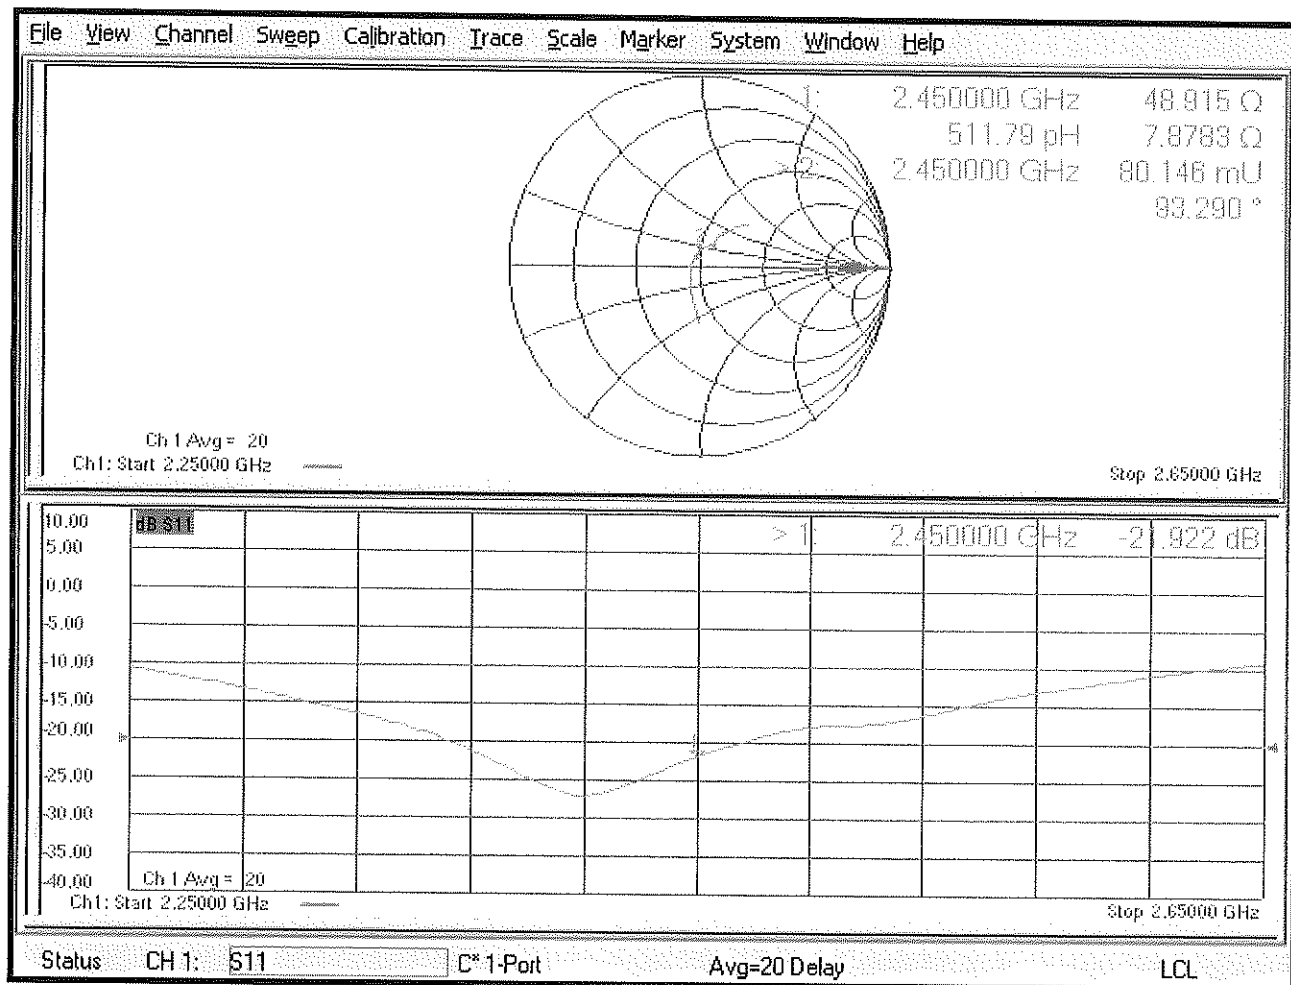 File View Channel Sweep Calibration Trace Scale Marker System Window Help
1: 2.450000 GHz 48.915 Ω
511.79 pH 7.8783 Ω
> 2: 2.450000 GHz 80.146 mU
93.290 °
Ch 1 Avg = 20
Ch1: Start 2.25000 GHz
Stop 2.65000 GHz
10.00
dB S11
> 1: 2.450000 GHz -21.922 dB
5.00
0.00
-5.00
-10.00
-15.00
-20.00
-25.00
-30.00
-35.00
-40.00
Ch 1 Avg = 20
Ch1: Start 2.25000 GHz
Stop 2.65000 GHz
Status CH 1: S11 C* 1-Port Avg=20 Delay LCL